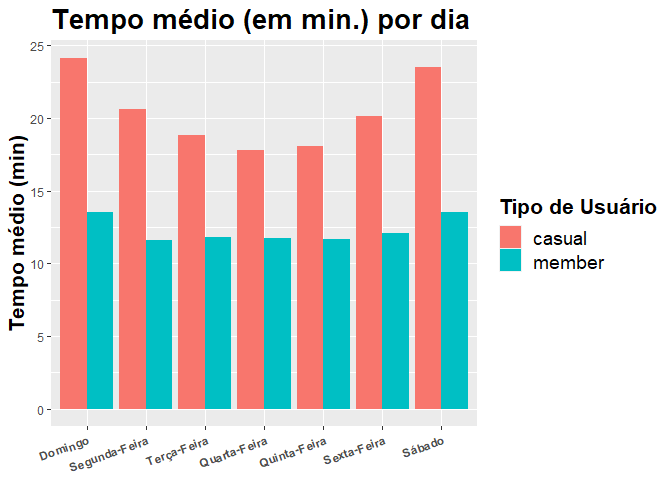 Tempo médio (em min.) por dia
Tempo médio (min)
25
20
15
10
5
0
Domingo
Segunda-Feira
Terça-Feira
Quarta-Feira
Quinta-Feira
Sexta-Feira
Sábado
Tipo de Usuário
casual
member